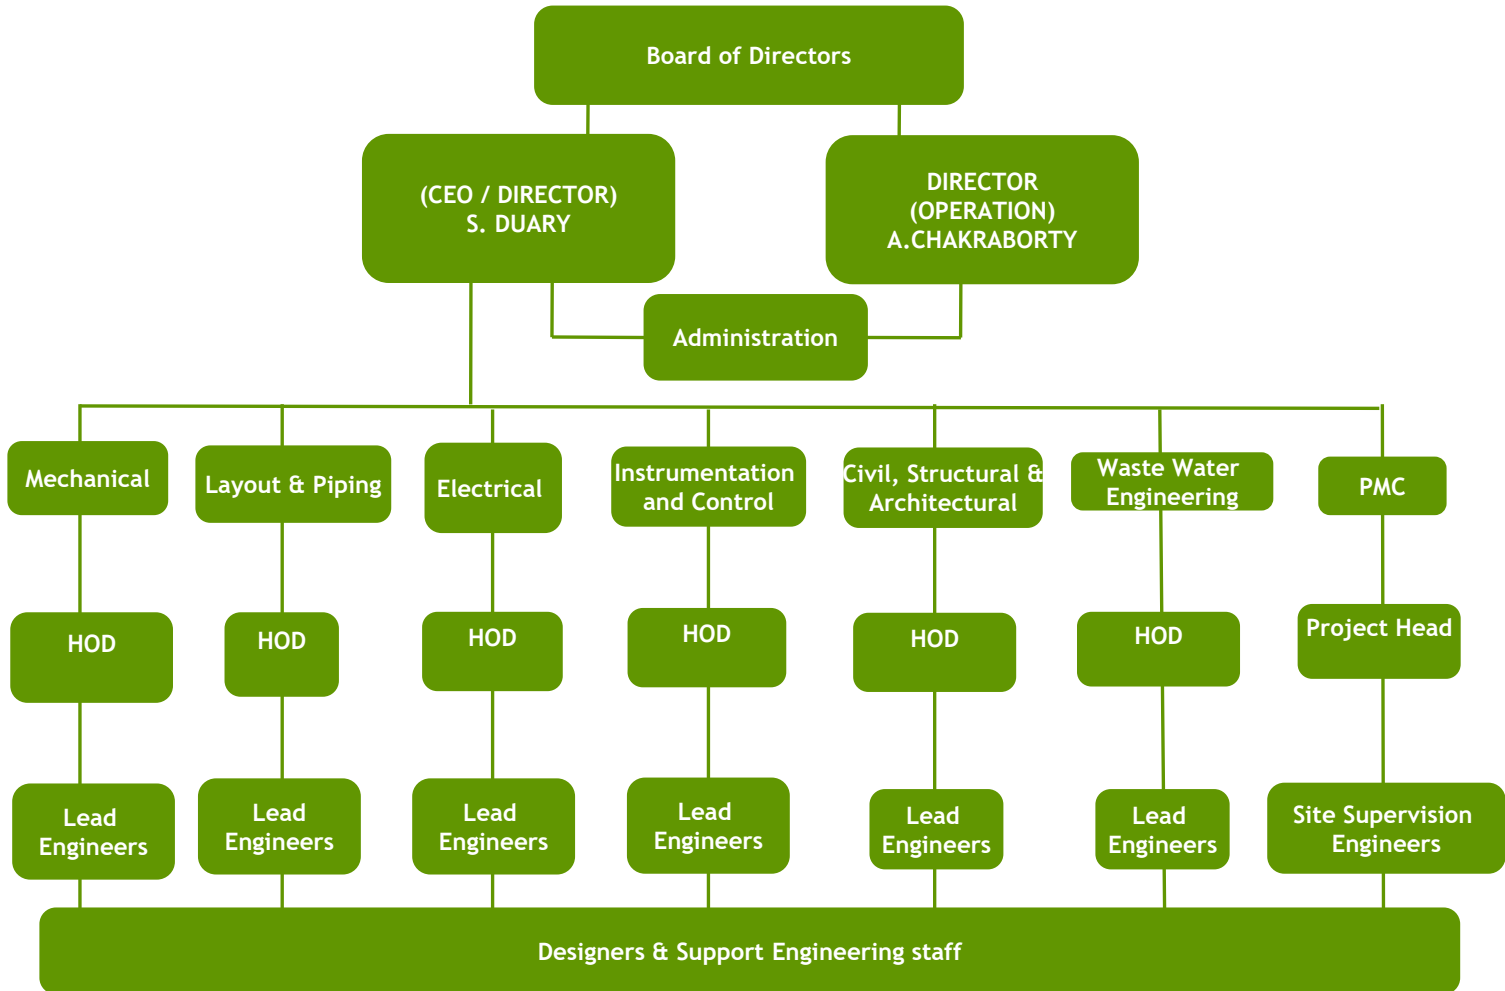 Board of Directors
(CEO / DIRECTOR)
S. DUARY
DIRECTOR
(OPERATION)
A.CHAKRABORTY
Administration
Mechanical
Layout & Piping
Electrical
Instrumentation
and Control
Civil, Structural &
Architectural
Waste Water
Engineering
PMC
HOD
HOD
HOD
HOD
HOD
HOD
Project Head
Lead
Engineers
Lead
Engineers
Lead
Engineers
Lead
Engineers
Lead
Engineers
Lead
Engineers
Site Supervision
Engineers
Designers & Support Engineering staff